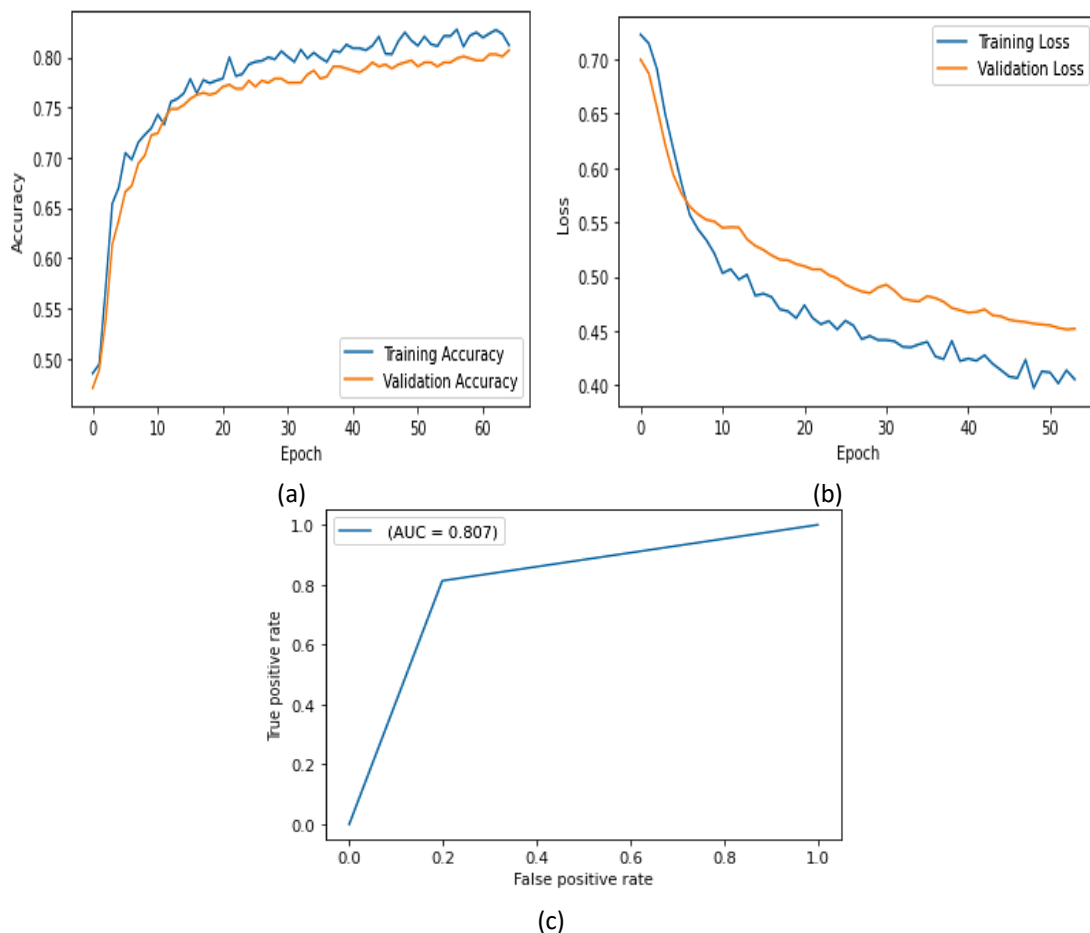 0.80
0.75
0.70
0.65
0.60
0.55
0.50
Accuracy
Training Accuracy
Validation Accuracy
0 10 20 30 40 50 60
Epoch
(a)
0.70
0.65
0.60
0.55
0.50
0.45
0.40
Loss
Training Loss
Validation Loss
0 10 20 30 40 50
Epoch
(b)
1.0
0.8
0.6
0.4
0.2
0.0
True positive rate
(AUC = 0.807)
0.0 0.2 0.4 0.6 0.8 1.0
False positive rate
(c)